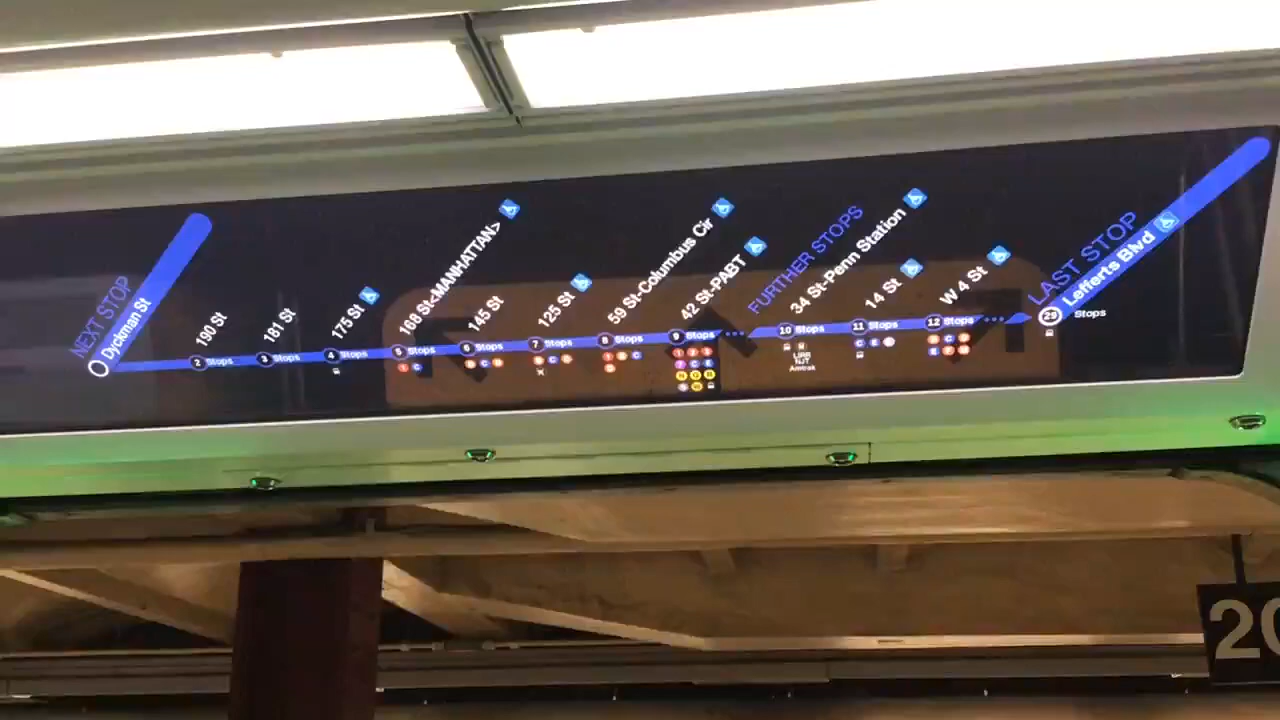 NEXT STOP
Dyckman St
190 St
2 Stops
181 St
3 Stops
175 St
4 Stops
168 St<MANHATTAN>
5 Stops
1 C
145 St
6 Stops
125 St
7 Stops
59 St-Columbus Cir
8 Stops
42 St-PABT
9 Stops
FURTHER STOPS
34 St-Penn Station
10 Stops
LIRR
NJT
Amtrak
14 St
11 Stops
C E L
W 4 St
12 Stops
LAST STOP
Lefferts Blvd
29 Stops
20